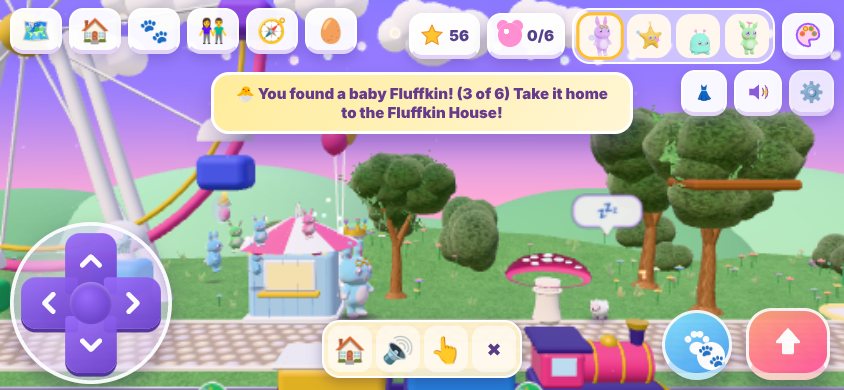 56
0/6
🐣 You found a baby Fluffkin! (3 of 6) Take it home
to the Fluffkin House!
zzz